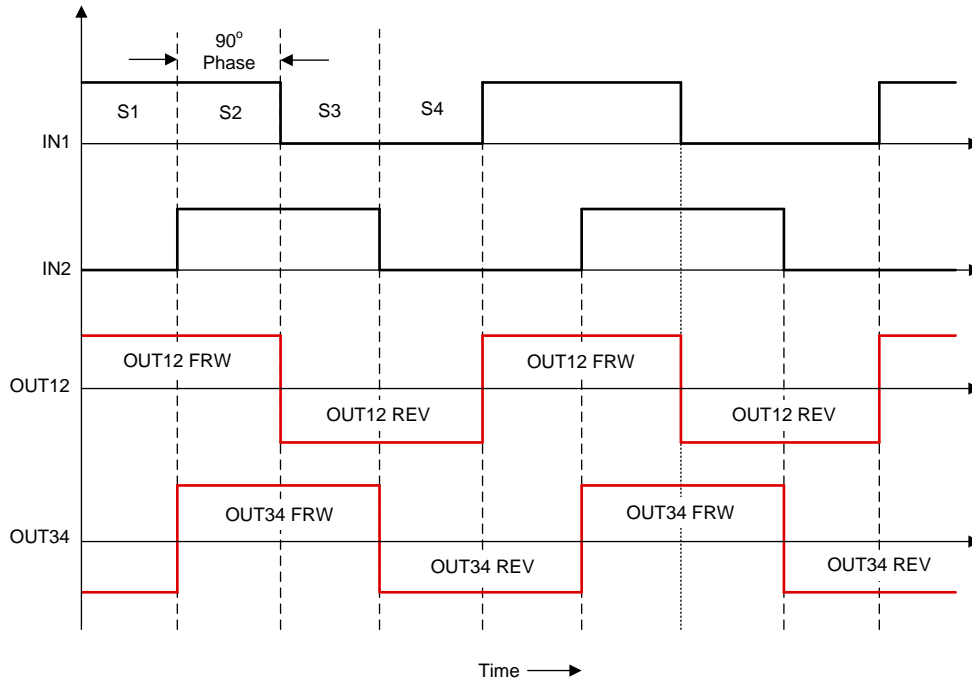 90o
Phase
S1 S2 S3 S4
IN1
IN2
OUT12 FRW OUT12 FRW
OUT12
OUT12 REV OUT12 REV
OUT34 FRW OUT34 FRW
OUT34
OUT34 REV OUT34 REV
Time